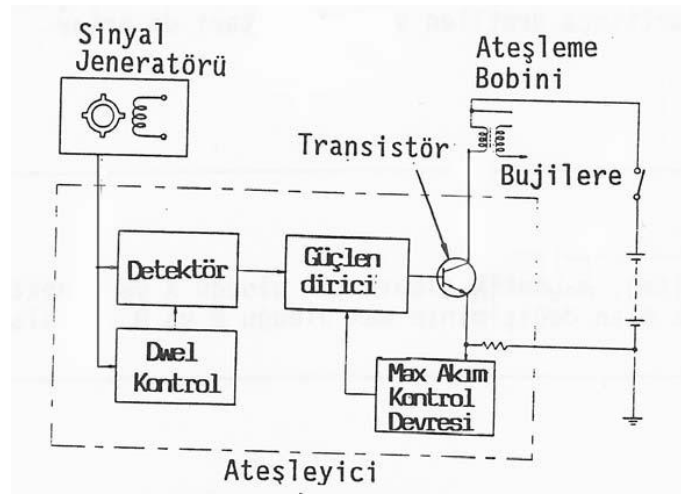 Sinyal
Jeneratörü
Ateşleme
Bobini
Transistör
Bujilere
Detektör
Güçlen
dirici
Dwel
Kontrol
Max Akım
Kontrol
Devresi
Ateşleyici